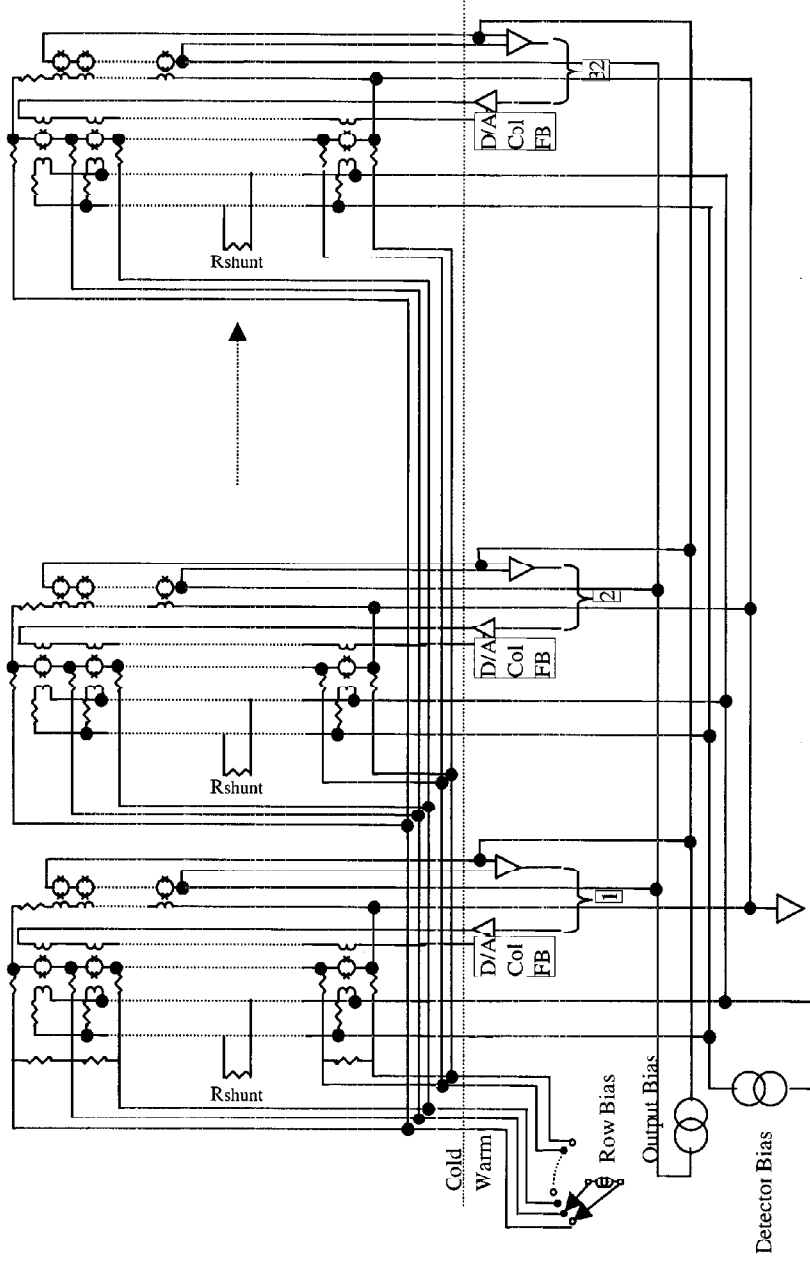 32
D/A
Col
FB
Rshunt
2
D/A
Col
FB
Rshunt
1
D/A
Col
FB
Rshunt
Cold
Warm
Row Bias
Output Bias
Detector Bias